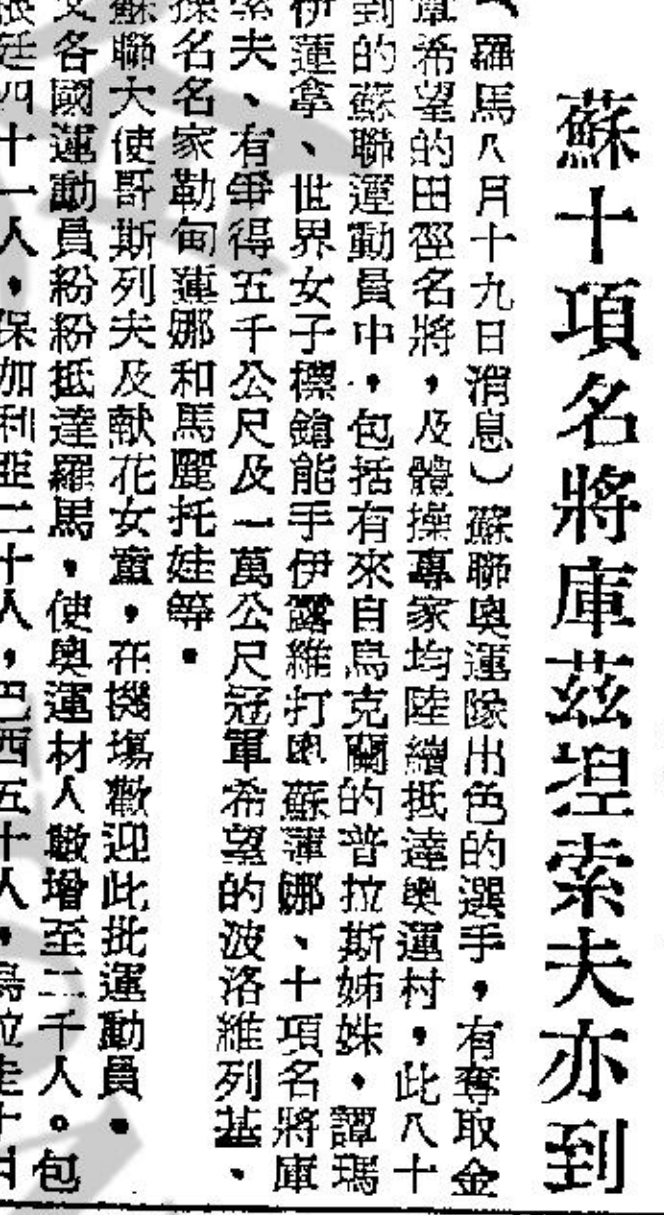 蘇十項名將庫茲湼索夫亦到
（羅馬八月十九日消息）蘇聯奧運隊出色的選手，有奪取金
章希望的田徑名將，及體操專家均陸續抵達奧運村，此八十
到的蘇聯運動員中，包括有來自烏克蘭的普拉斯姊妹，譚瑪
伊蓮拿、世界女子標鎗能手伊露維打奧蘇蓮娜、十項名將庫
索夫、有爭得五千公尺及一萬公尺冠軍希望的波洛維列基、
操名名家勒甸蓮娜和馬麗托娃等。
蘇聯大使哥斯列夫及献花女童，在機塲歡迎此批運動員。
又各國運動員紛紛抵達羅馬，使奧運材人數增至二千人。包
張廷四十一人，保加利亞二十人，巴西五十人，烏拉圭十